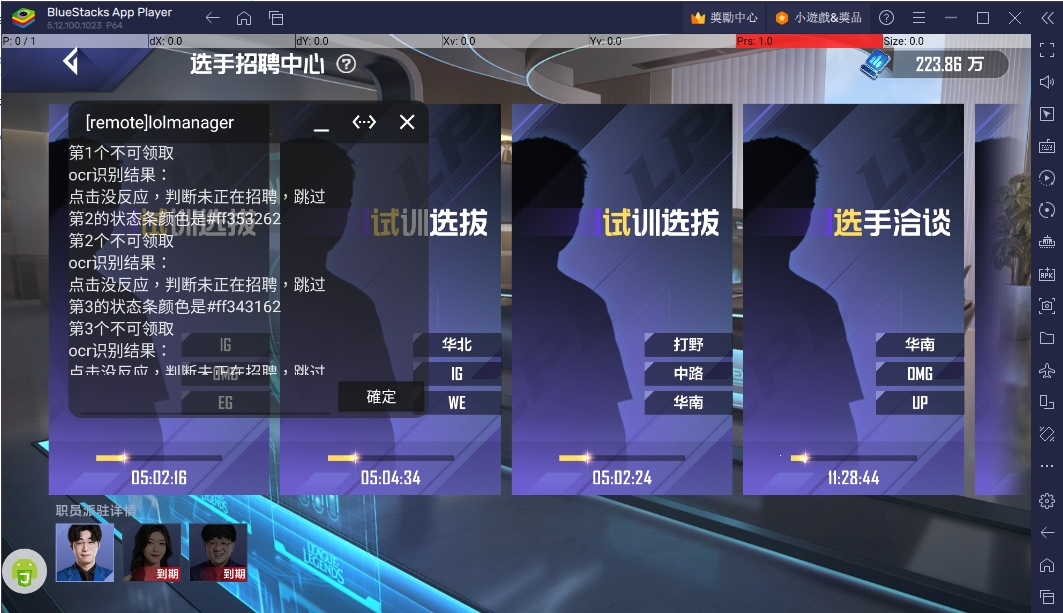 BlueStacks App Player
5.12.100.1023 P64
獎勵中心
小遊戲&獎品
P: 0 / 1
dX: 0.0
dY: 0.0
Xv: 0.0
Yv: 0.0
Prs: 1.0
Size: 0.0
选手招聘中心
?
223.86 万
[remote]lolmanager
第1个不可领取
ocr识别结果：
点击没反应，判断未正在招聘，跳过
第2的状态条颜色是#ff353262
第2个不可领取
ocr识别结果：
点击没反应，判断未正在招聘，跳过
第3的状态条颜色是#ff343162
第3个不可领取
ocr识别结果：
点击没反应，判断未正在招聘，跳过
確定
试训选拔
IG
OMG
EG
05:02:16
试训选拔
华北
IG
WE
05:04:34
试训选拔
打野
中路
华南
05:02:24
选手洽谈
华南
OMG
UP
11:28:44
职员派驻详情
到期
到期
LEAGUE
LEGENDS